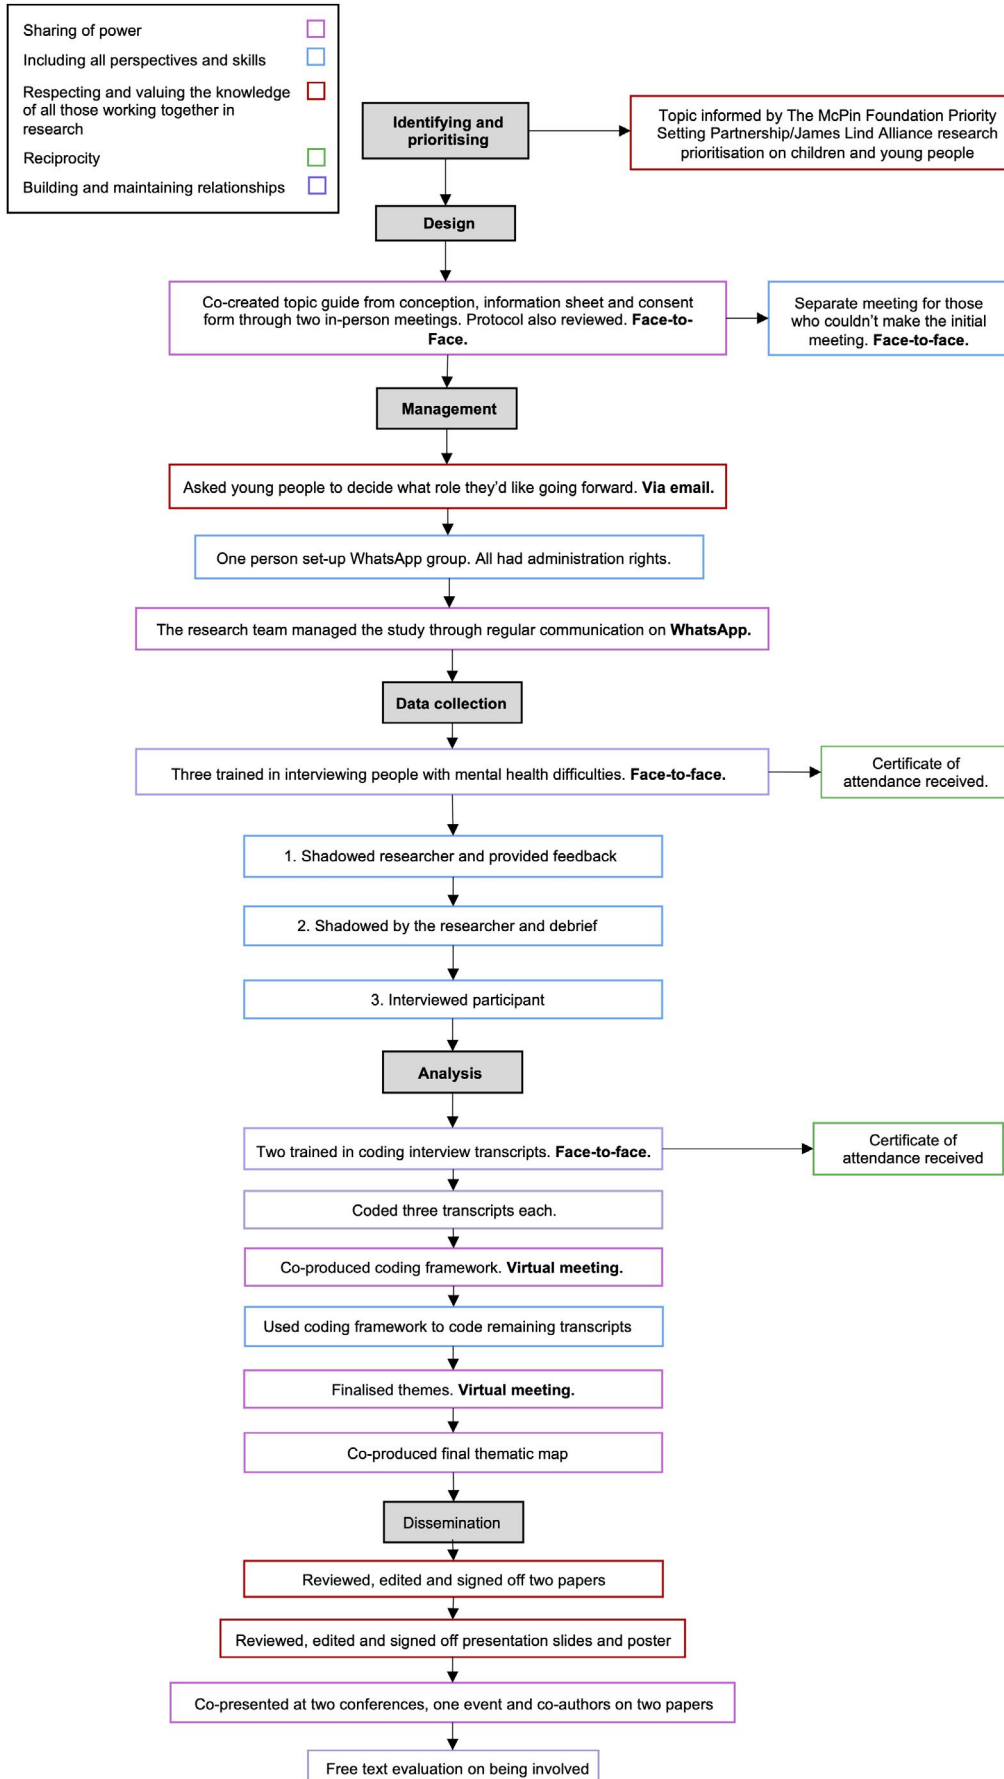 Sharing of power
Including all perspectives and skills
Respecting and valuing the knowledge
of all those working together in
research
Reciprocity
Building and maintaining relationships
Identifying and
prioritising
Topic informed by The McPin Foundation Priority
Setting Partnership/James Lind Alliance research
prioritisation on children and young people
Design
Co-created topic guide from conception, information sheet and consent
form through two in-person meetings. Protocol also reviewed. Face-to-
Face.
Separate meeting for those
who couldn't make the initial
meeting. Face-to-face.
Management
Asked young people to decide what role they'd like going forward. Via email.
One person set-up WhatsApp group. All had administration rights.
The research team managed the study through regular communication on WhatsApp.
Data collection
Three trained in interviewing people with mental health difficulties. Face-to-face.
Certificate of
attendance received.
1. Shadowed researcher and provided feedback
2. Shadowed by the researcher and debrief
3. Interviewed participant
Analysis
Two trained in coding interview transcripts. Face-to-face.
Certificate of
attendance received
Coded three transcripts each.
Co-produced coding framework. Virtual meeting.
Used coding framework to code remaining transcripts
Finalised themes. Virtual meeting.
Co-produced final thematic map
Dissemination
Reviewed, edited and signed off two papers
Reviewed, edited and signed off presentation slides and poster
Co-presented at two conferences, one event and co-authors on two papers
Free text evaluation on being involved